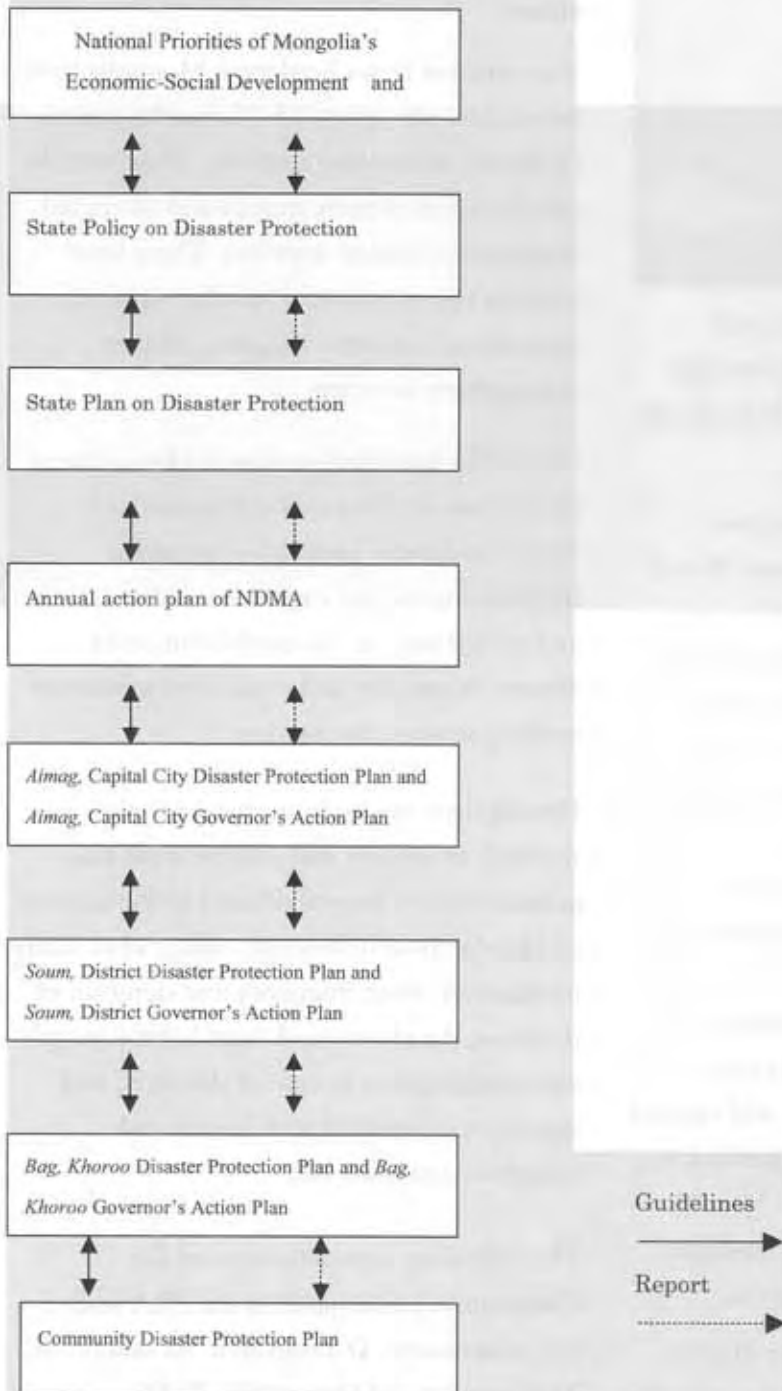 National Priorities of Mongolia's
Economic-Social Development and
State Policy on Disaster Protection
State Plan on Disaster Protection
Annual action plan of NDMA
Aimag, Capital City Disaster Protection Plan and
Aimag, Capital City Governor's Action Plan
Soum, District Disaster Protection Plan and
Soum, District Governor's Action Plan
Bag, Khoroo Disaster Protection Plan and Bag,
Khoroo Governor's Action Plan
Community Disaster Protection Plan
Guidelines
Report